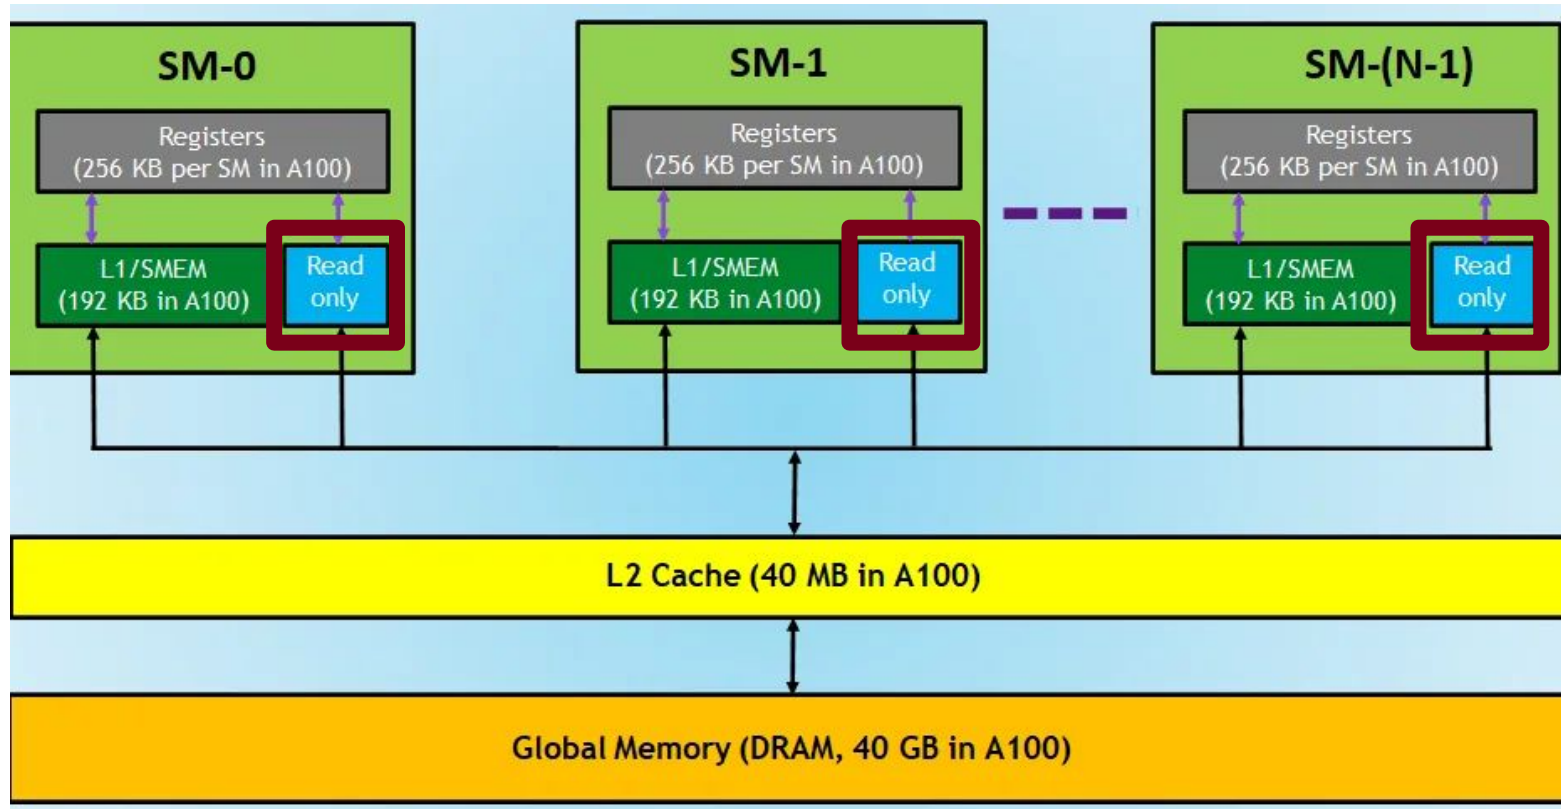 SM-0
Registers
(256 KB per SM in A100)
L1/SMEM
(192 KB in A100)
Read
only
SM-1
Registers
(256 KB per SM in A100)
L1/SMEM
(192 KB in A100)
Read
only
SM-(N-1)
Registers
(256 KB per SM in A100)
L1/SMEM
(192 KB in A100)
Read
only
L2 Cache (40 MB in A100)
Global Memory (DRAM, 40 GB in A100)